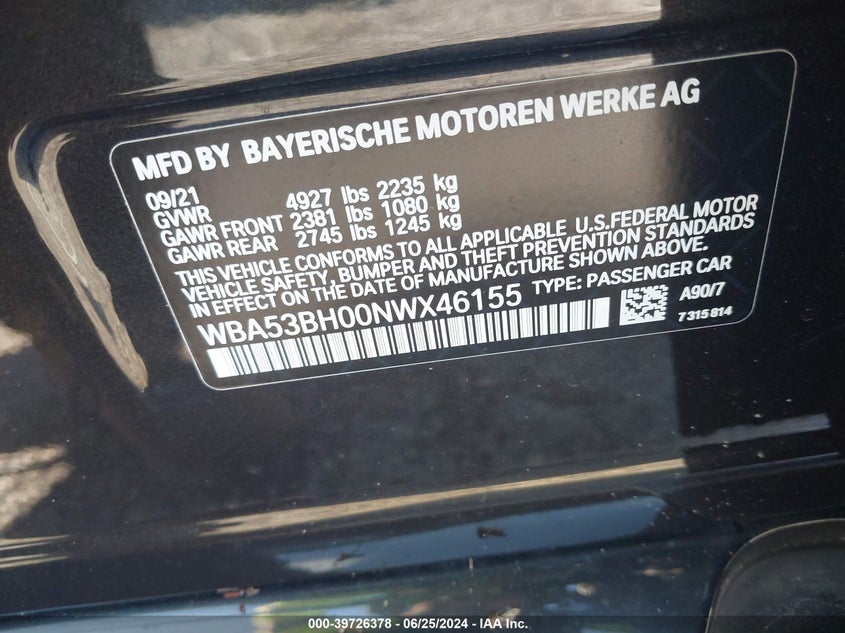 MFD BY BAYERISCHE MOTOREN WERKE AG
09/21
GVWR 4927 lbs 2235 kg
GAWR FRONT 2381 lbs 1080 kg
GAWR REAR 2745 lbs 1245 kg
THIS VEHICLE CONFORMS TO ALL APPLICABLE U.S.FEDERAL MOTOR
VEHICLE SAFETY, BUMPER AND THEFT PREVENTION STANDARDS
IN EFFECT ON THE DATE OF MANUFACTURE SHOWN ABOVE.
WBA53BH00NWX46155 TYPE: PASSENGER CAR
A90/7
7315814
000-39726378 - 06/25/2024 - IAA Inc.